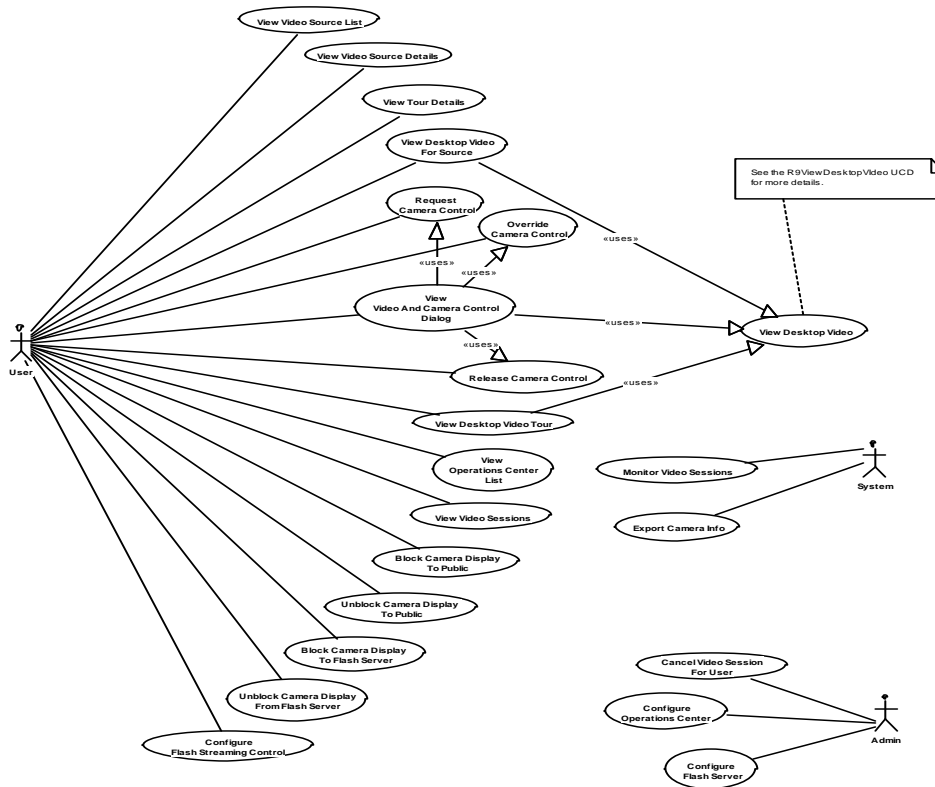 View Video Source List
View Video Source Details
View Tour Details
View Desktop Video
For Source
See the R9ViewDesktopVideo UCD
for more details.
Request
Camera Control
Override
Camera Control
«uses»
«uses»
«uses»
View
Video And Camera Control
Dialog
«uses»
View Desktop Video
«uses»
User
Release Camera Control
«uses»
View Desktop Video Tour
View
Operations Center
List
Monitor Video Sessions
System
View Video Sessions
Export Camera Info
Block Camera Display
To Public
Unblock Camera Display
To Public
Block Camera Display
To Flash Server
Cancel Video Session
For User
Unblock Camera Display
From Flash Server
Configure
Operations Center
Configure
Flash Streaming Control
Admin
Configure
Flash Server